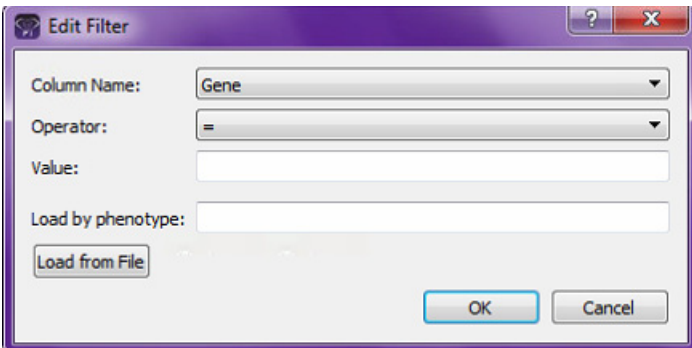 Edit Filter
?
X
Column Name: Gene
Operator: =
Value:
Load by phenotype:
Load from File
OK Cancel